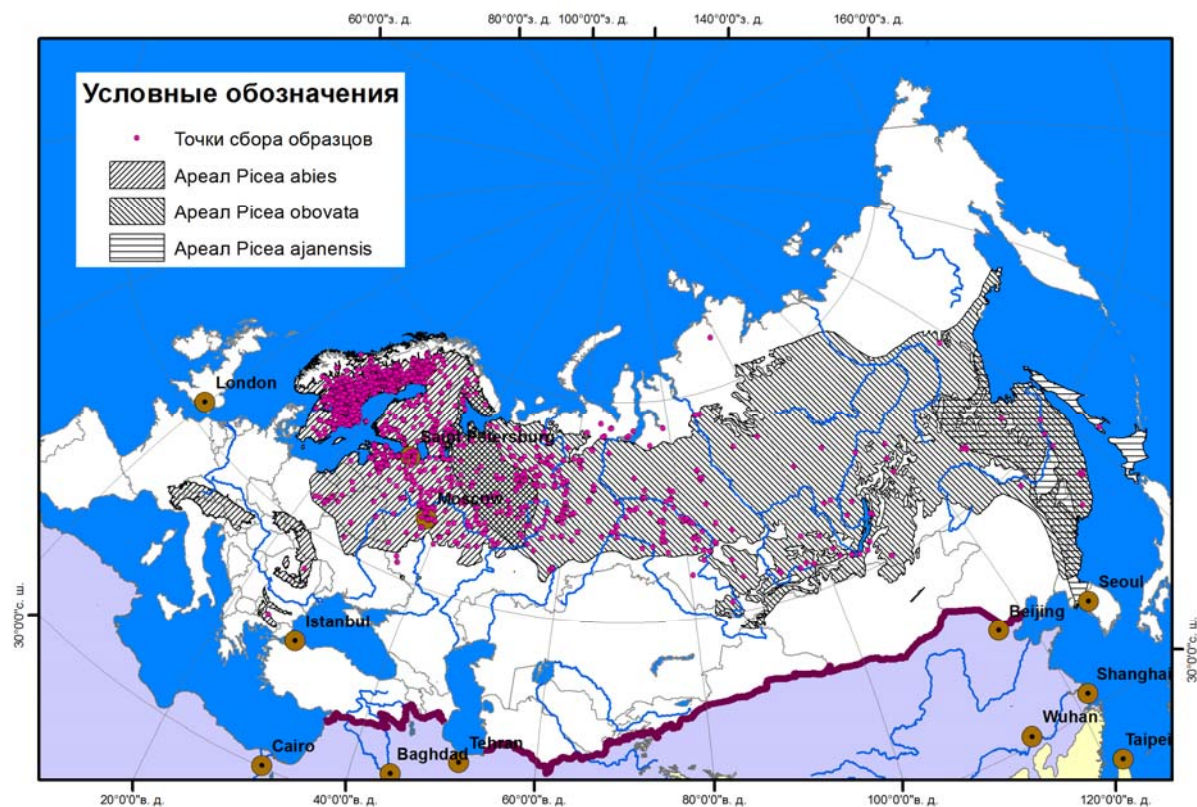 60°0'0"з. д.
80°0'0"з. д.
100°0'0"з. д.
140°0'0"з. д.
160°0'0"з. д.
Условные обозначения
Точки сбора образцов
Ареал Picea abies
Ареал Picea obovata
Ареал Picea ajanensis
London
Saint Petersburg
Moscow
30°0'0"с. ш.
Istanbul
Seoul
Beijing
30°0'0"с. ш.
Shanghai
Cairo
Baghdad
Tehran
Wuhan
Taipei
20°0'0"в. д.
40°0'0"в. д.
60°0'0"в. д.
80°0'0"в. д.
100°0'0"в. д.
120°0'0"в. д.